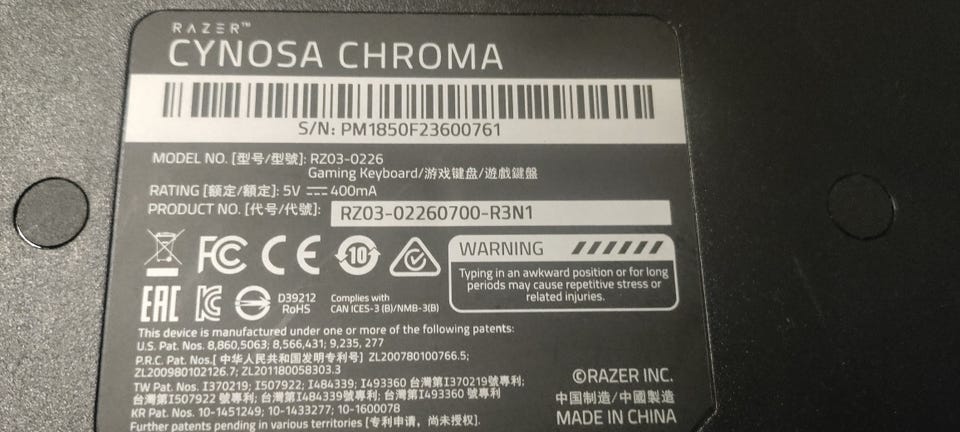 RAZER™
CYNOSA CHROMA
S/N: PM1850F23600761
MODEL NO. [型号/型號]: RZ03-0226
Gaming Keyboard/游戏键盘/遊戲鍵盤
RATING [额定/額定]: 5V ⎓ 400mA
PRODUCT NO. [代号/代號]: RZ03-02260700-R3N1
FC CE 10
WARNING
Typing in an awkward position or for long
periods may cause repetitive stress or
related injuries.
EAC
D39212
RoHS
Complies with
CAN ICES-3 (B)/NMB-3(B)
This device is manufactured under one or more of the following patents:
U.S. Pat. Nos. 8,860,5063; 8,566,431; 9,235, 277
P.R.C. Pat. Nos.[ 中华人民共和国发明专利号] ZL200780100766.5;
ZL200980102126.7; ZL201180058303.3
TW Pat. Nos. I370219; I507922; I484339; I493360 台灣第I370219號專利;
台灣第I507922 號專利; 台灣第I484339號專利; 台灣第I493360 號專利
KR Pat. Nos. 10-1451249; 10-1433277; 10-1600078
Further patents pending in various territories [专利申请，尚未授权].
©RAZER INC.
中国制造/中國製造
MADE IN CHINA